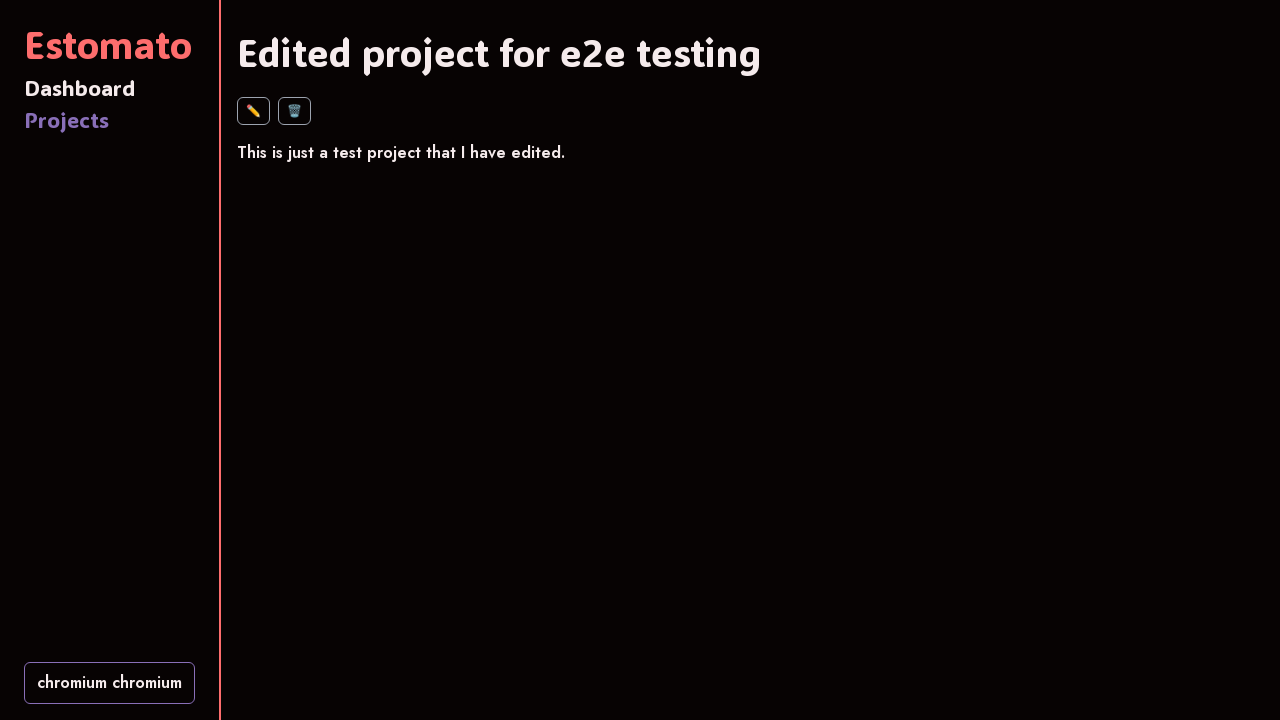 Estomato
Dashboard
Projects
chromium chromium
Edited project for e2e testing
This is just a test project that I have edited.